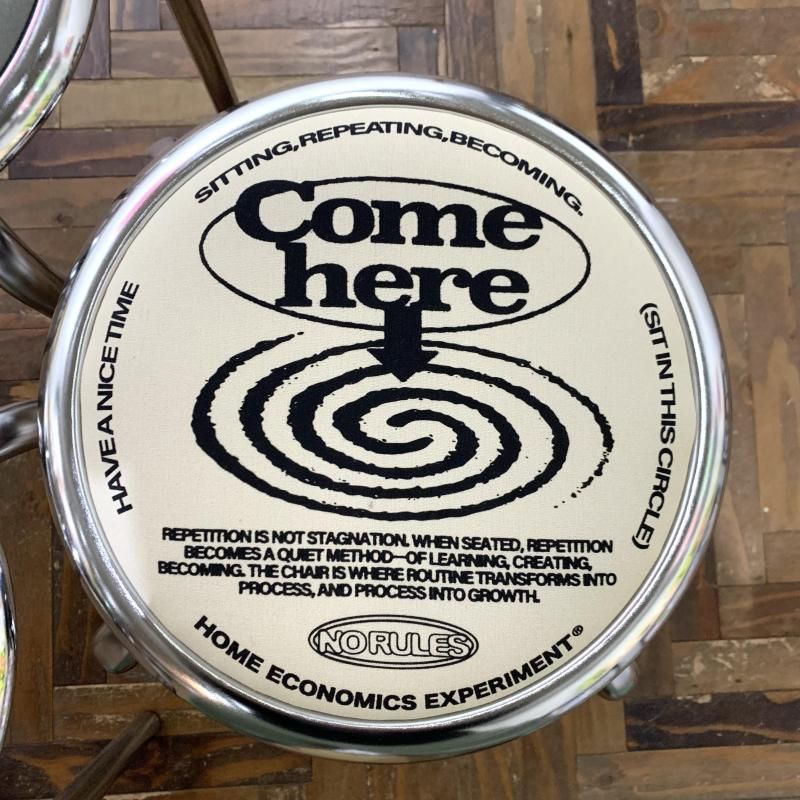 SITTING, REPEATING, BECOMING.
Come
here
HAVE A NICE TIME
(SIT IN THIS CIRCLE)
REPETITION IS NOT STAGNATION. WHEN SEATED, REPETITION
BECOMES A QUIET METHOD—OF LEARNING, CREATING,
BECOMING. THE CHAIR IS WHERE ROUTINE TRANSFORMS INTO
PROCESS, AND PROCESS INTO GROWTH.
NORULES
HOME ECONOMICS EXPERIMENT®